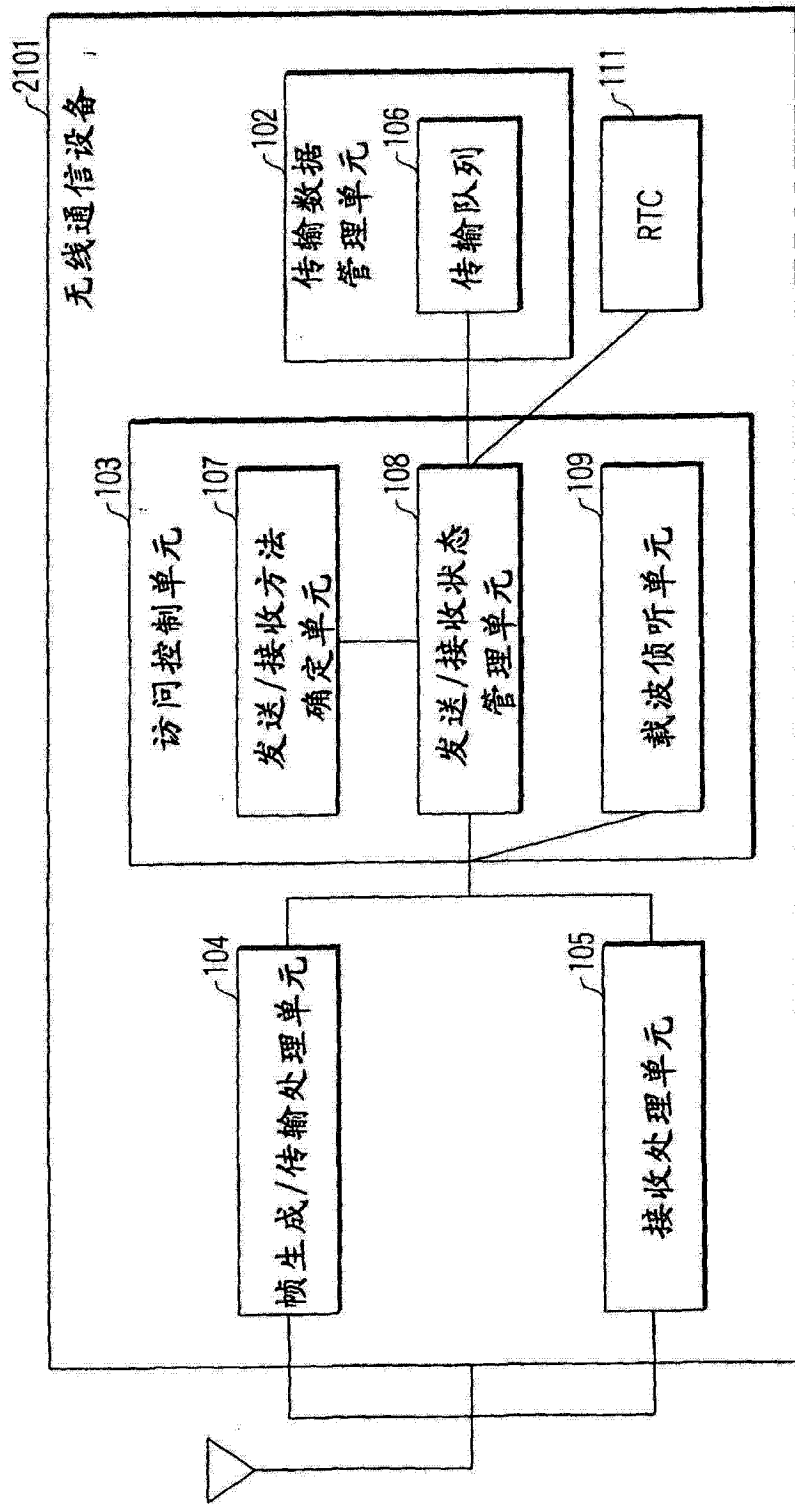 2101
无线通信设备
103
访问控制单元
102
传输数据
管理单元
104
帧生成/传输处理单元
107
发送/接收方法
确定单元
106
传输队列
108
发送/接收状态
管理单元
105
接收处理单元
109
载波侦听单元
111
RTC